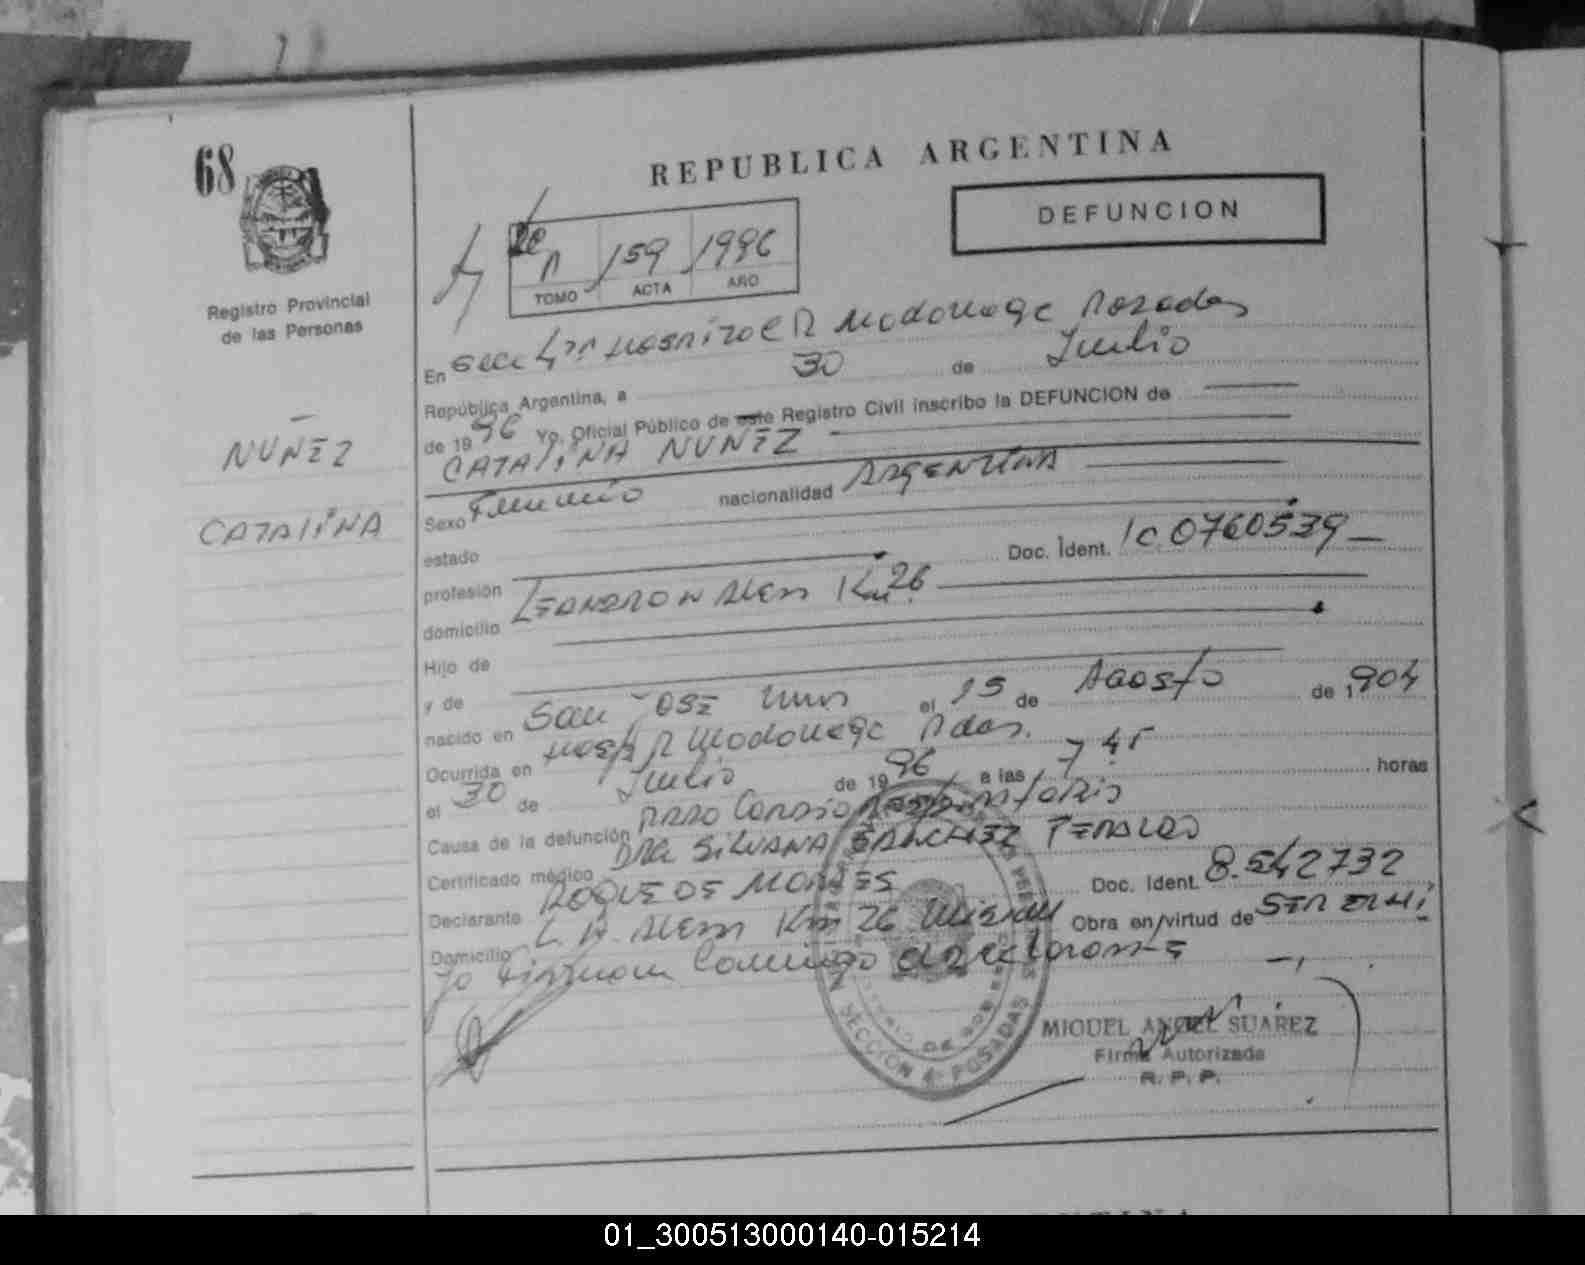 68
REPUBLICA ARGENTINA
DEFUNCION
159 1996
TOMO ACTA AÑO
Registro Provincial
de las Personas
NUÑEZ
CATALINA
En Secc 4ta Hospital R Madariaga Posadas
República Argentina, a 30 de Julio
de 1996 Yo, Oficial Público de este Registro Civil inscribo la DEFUNCION de
CATALINA NUÑEZ
Sexo Femenino nacionalidad ARGENTINA
estado
profesión Doc. Ident. 0760539
domicilio LEANDRO N ALEM Km 26
Hijo de
y de
nacido en San JOSE Mnes el 15 de Agosto de 1904
Ocurrida en Hosp R Madariaga Pdas.
el 30 de Julio de 1996 a las 7 45 horas
Causa de la defunción PARO Cardio Respiratorio
Certificado médico DRA SILVANA SANCHEZ
Declarante ROQUE DE MORAES Doc. Ident. 8.542732
Domicilio L. N. ALEM Km 26 Obra en/virtud de SER
SECCIÓN 4ª POSADAS
MIGUEL ANGEL SUAREZ
Firma Autorizada
R. P. P.
01_300513000140-015214